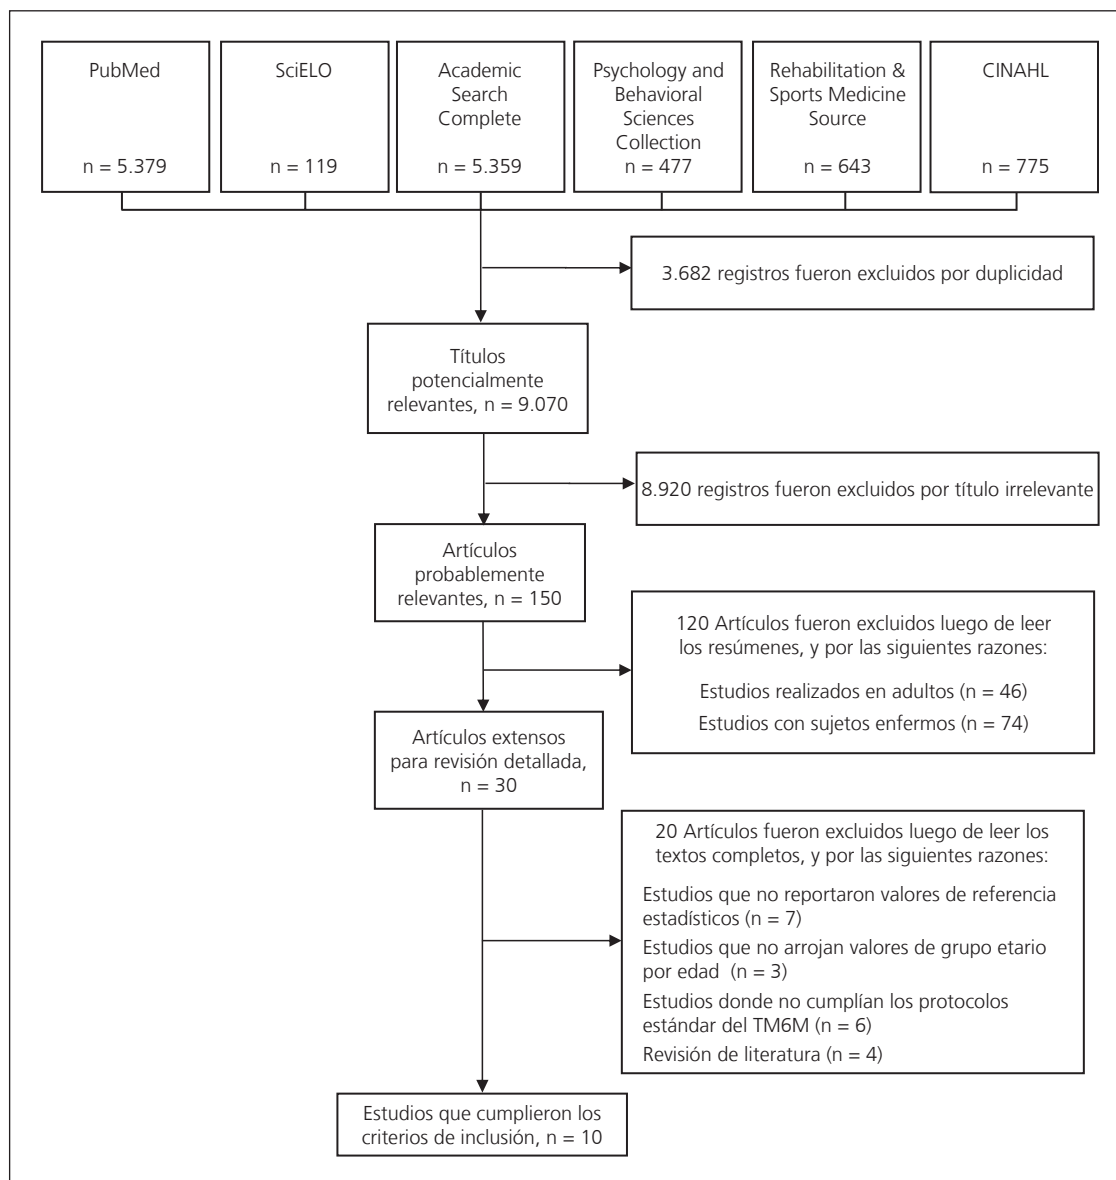 PubMed
n = 5.379
SciELO
n = 119
Academic
Search
Complete
n = 5.359
Psychology and
Behavioral
Sciences
Collection
n = 477
Rehabilitation &
Sports Medicine
Source
n = 643
CINAHL
n = 775
3.682 registros fueron excluidos por duplicidad
Títulos
potencialmente
relevantes, n = 9.070
8.920 registros fueron excluidos por título irrelevante
Artículos
probablemente
relevantes, n = 150
120 Artículos fueron excluidos luego de leer
los resúmenes, y por las siguientes razones:
Estudios realizados en adultos (n = 46)
Estudios con sujetos enfermos (n = 74)
Artículos extensos
para revisión detallada,
n = 30
20 Artículos fueron excluidos luego de leer los
textos completos, y por las siguientes razones:
Estudios que no reportaron valores de referencia
estadísticos (n = 7)
Estudios que no arrojan valores de grupo etario
por edad (n = 3)
Estudios donde no cumplían los protocolos
estándar del TM6M (n = 6)
Revisión de literatura (n = 4)
Estudios que cumplieron los
criterios de inclusión, n = 10